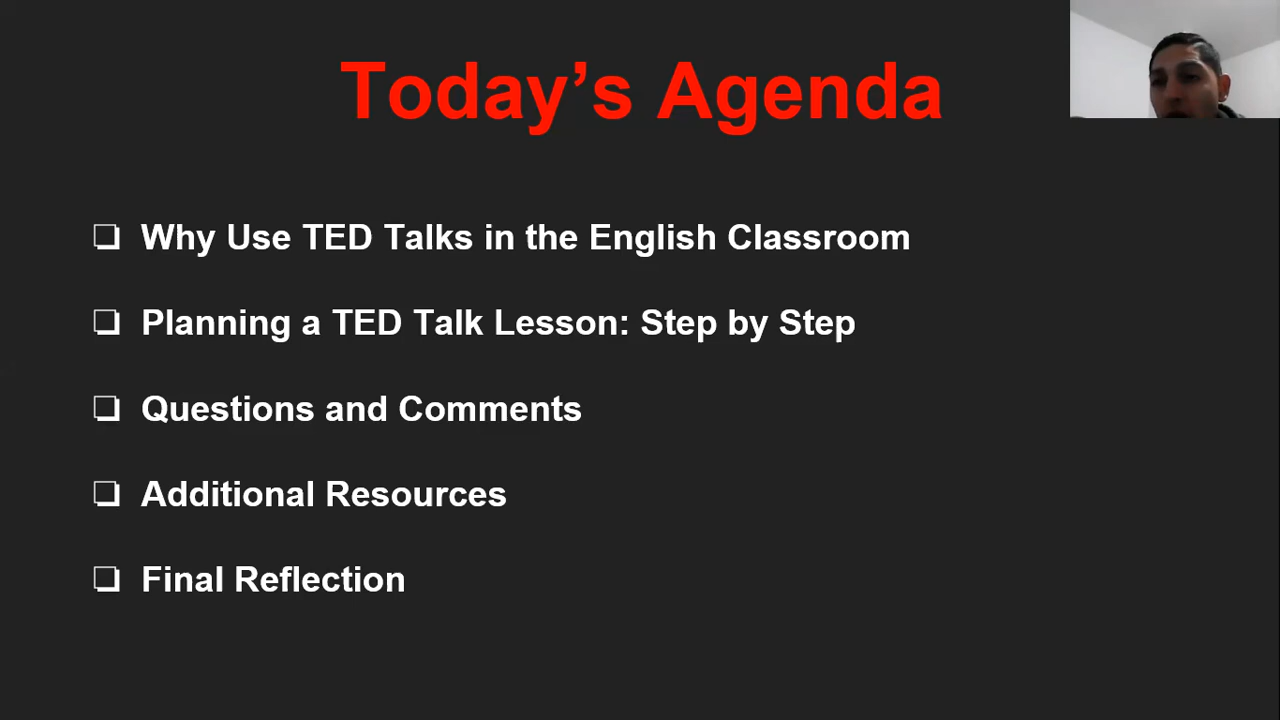 Today’s Agenda
❏ Why Use TED Talks in the English Classroom
❏ Planning a TED Talk Lesson: Step by Step
❏ Questions and Comments
❏ Additional Resources
❏ Final Reflection